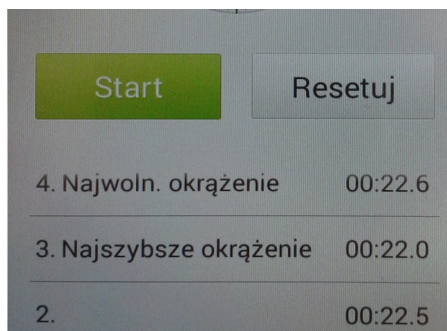 Start
Resetuj
4. Najwoln. okrążenie 00:22.6
3. Najszybsze okrążenie 00:22.0
2. 00:22.5